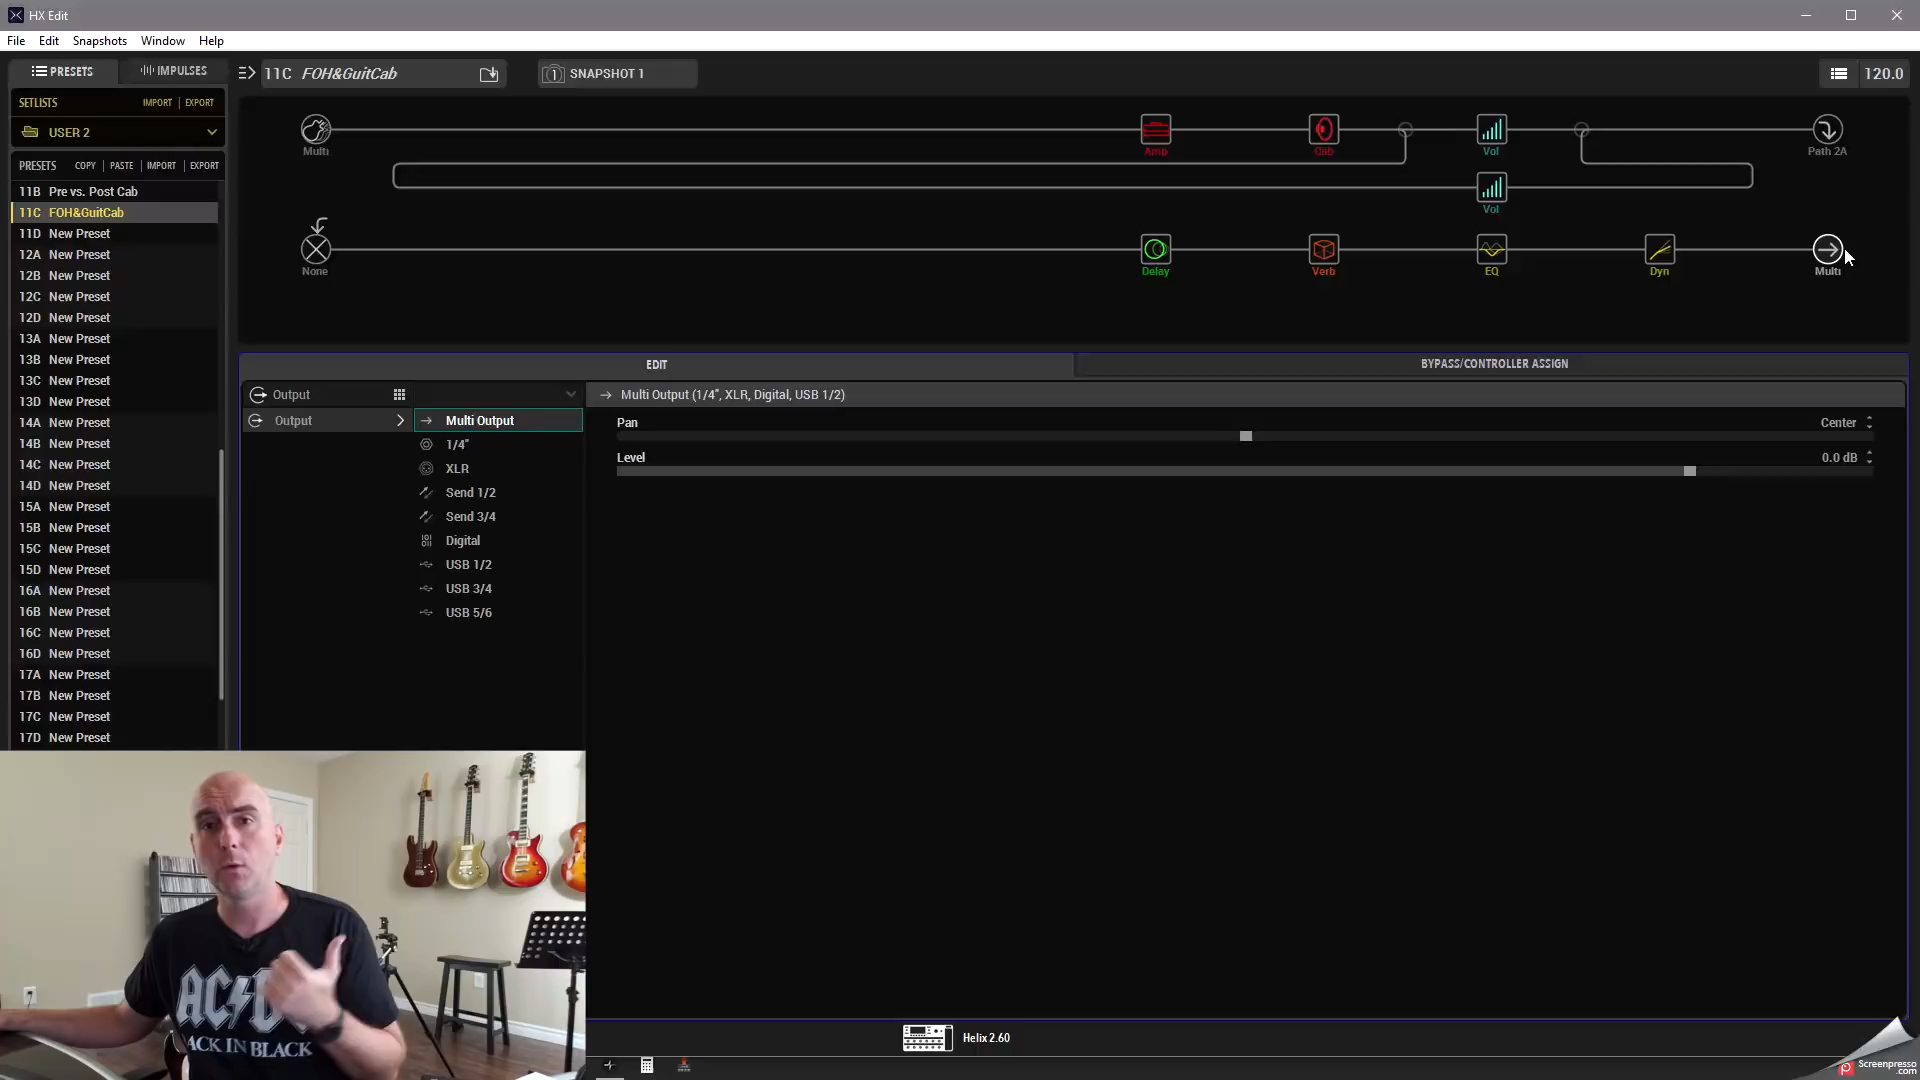 HX Edit
File Edit Snapshots Window Help
PRESETS IMPULSES 11C FOH&GuitCab 1 SNAPSHOT 1 120.0
SETLISTS IMPORT | EXPORT
USER 2
PRESETS COPY PASTE IMPORT EXPORT
11B Pre vs. Post Cab
11C FOH&GuitCab
11D New Preset
12A New Preset
12B New Preset
12C New Preset
12D New Preset
13A New Preset
13B New Preset
13C New Preset
13D New Preset
14A New Preset
14B New Preset
14C New Preset
14D New Preset
15A New Preset
15B New Preset
15C New Preset
15D New Preset
16A New Preset
16B New Preset
16C New Preset
16D New Preset
17A New Preset
17B New Preset
17C New Preset
17D New Preset
Multi Amp Cab Vol Path 2A
Vol
None Delay Verb EQ Dyn Multi
EDIT BYPASS/CONTROLLER ASSIGN
Output
Output
Multi Output
1/4"
XLR
Send 1/2
Send 3/4
Digital
USB 1/2
USB 3/4
USB 5/6
Multi Output (1/4", XLR, Digital, USB 1/2)
Pan Center
Level 0.0 dB
AC/D
ACK IN BLACK
Helix 2.60
Screenpresso
.com